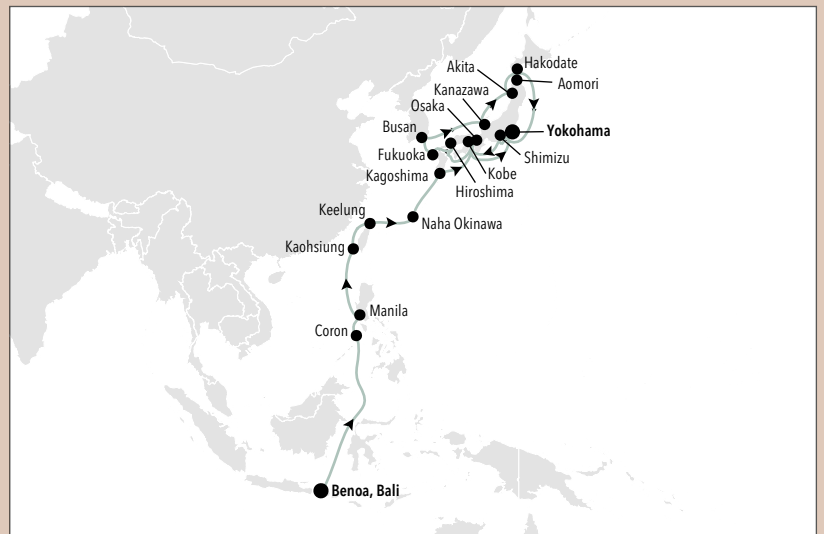 Hakodate
Akita
Aomori
Kanazawa
Osaka
Busan
Yokohama
Fukuoka
Shimizu
Kagoshima
Kobe
Hiroshima
Keelung
Naha Okinawa
Kaohsiung
Manila
Coron
Benoa, Bali